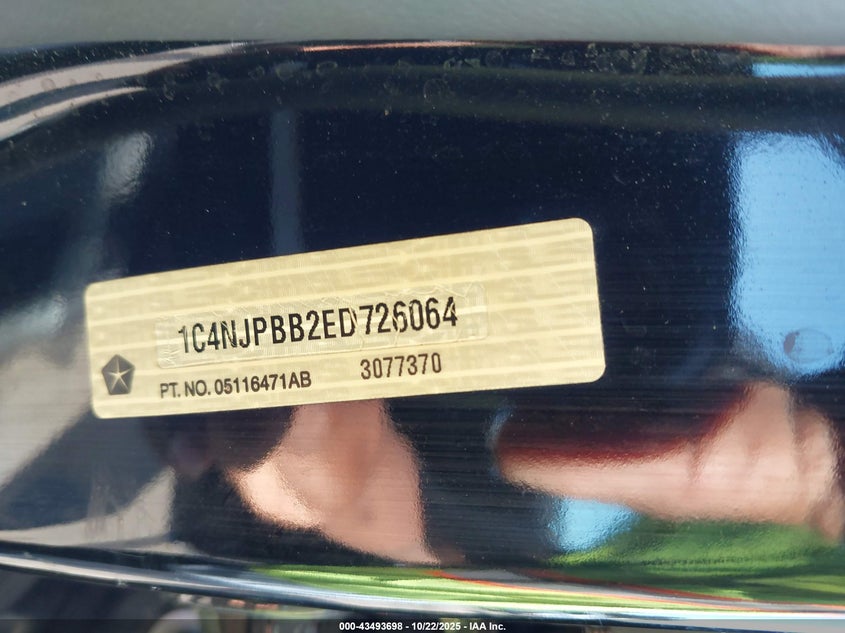 1C4NJPBB2ED726064
PT. NO. 05116471AB 3077370
000-43493698 - 10/22/2025 - IAA Inc.